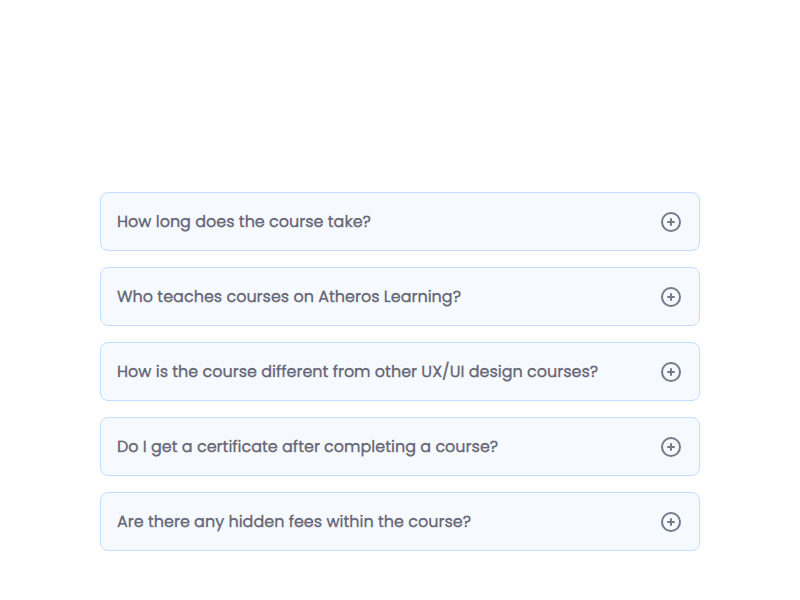 How long does the course take?
Who teaches courses on Atheros Learning?
How is the course different from other UX/UI design courses?
Do I get a certificate after completing a course?
Are there any hidden fees within the course?